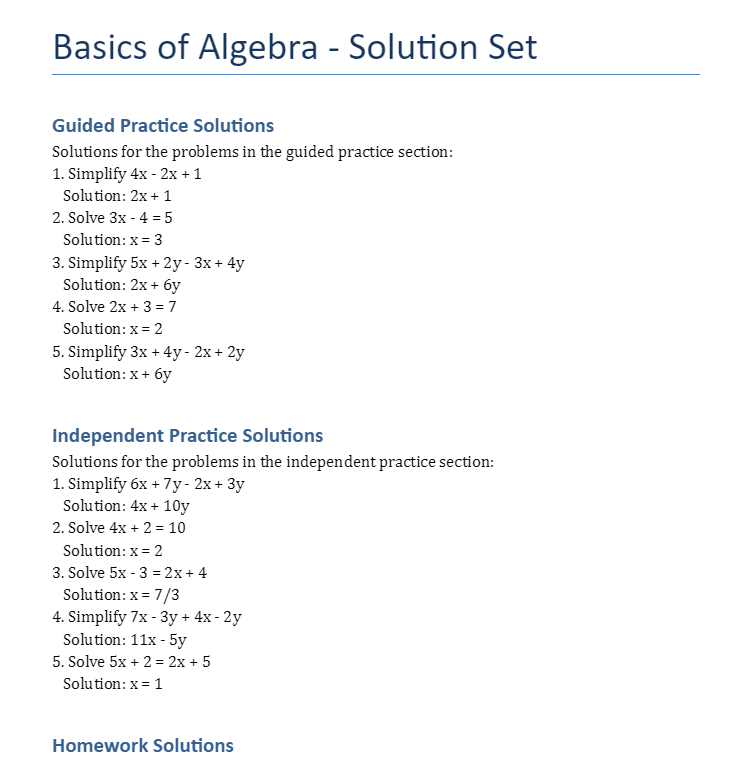 Basics of Algebra - Solution Set
Guided Practice Solutions
Solutions for the problems in the guided practice section:
1. Simplify 4x - 2x + 1
Solution: 2x + 1
2. Solve 3x - 4 = 5
Solution: x = 3
3. Simplify 5x + 2y - 3x + 4y
Solution: 2x + 6y
4. Solve 2x + 3 = 7
Solution: x = 2
5. Simplify 3x + 4y - 2x + 2y
Solution: x + 6y
Independent Practice Solutions
Solutions for the problems in the independent practice section:
1. Simplify 6x + 7y - 2x + 3y
Solution: 4x + 10y
2. Solve 4x + 2 = 10
Solution: x = 2
3. Solve 5x - 3 = 2x + 4
Solution: x = 7/3
4. Simplify 7x - 3y + 4x - 2y
Solution: 11x - 5y
5. Solve 5x + 2 = 2x + 5
Solution: x = 1
Homework Solutions